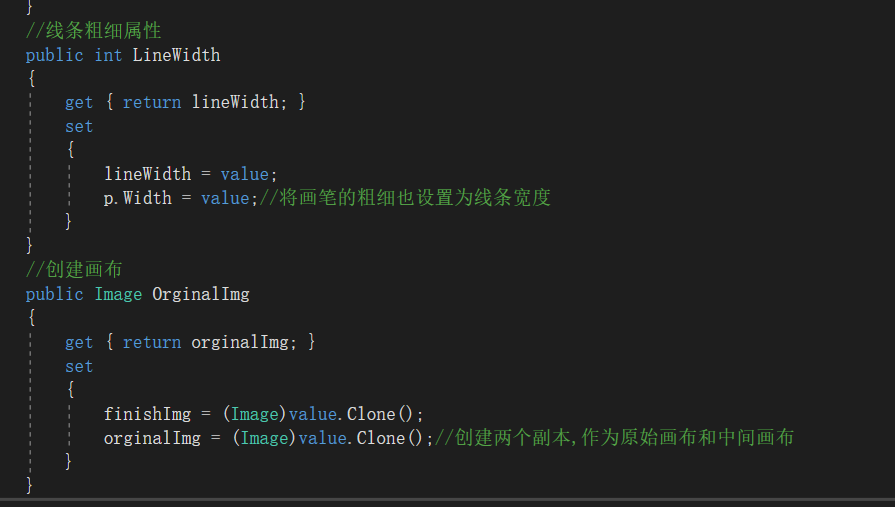 }
//线条粗细属性
public int LineWidth
{
get { return lineWidth; }
set
{
lineWidth = value;
p.Width = value;//将画笔的粗细也设置为线条宽度
}
}
//创建画布
public Image OrginalImg
{
get { return orginalImg; }
set
{
finishImg = (Image)value.Clone();
orginalImg = (Image)value.Clone();//创建两个副本,作为原始画布和中间画布
}
}